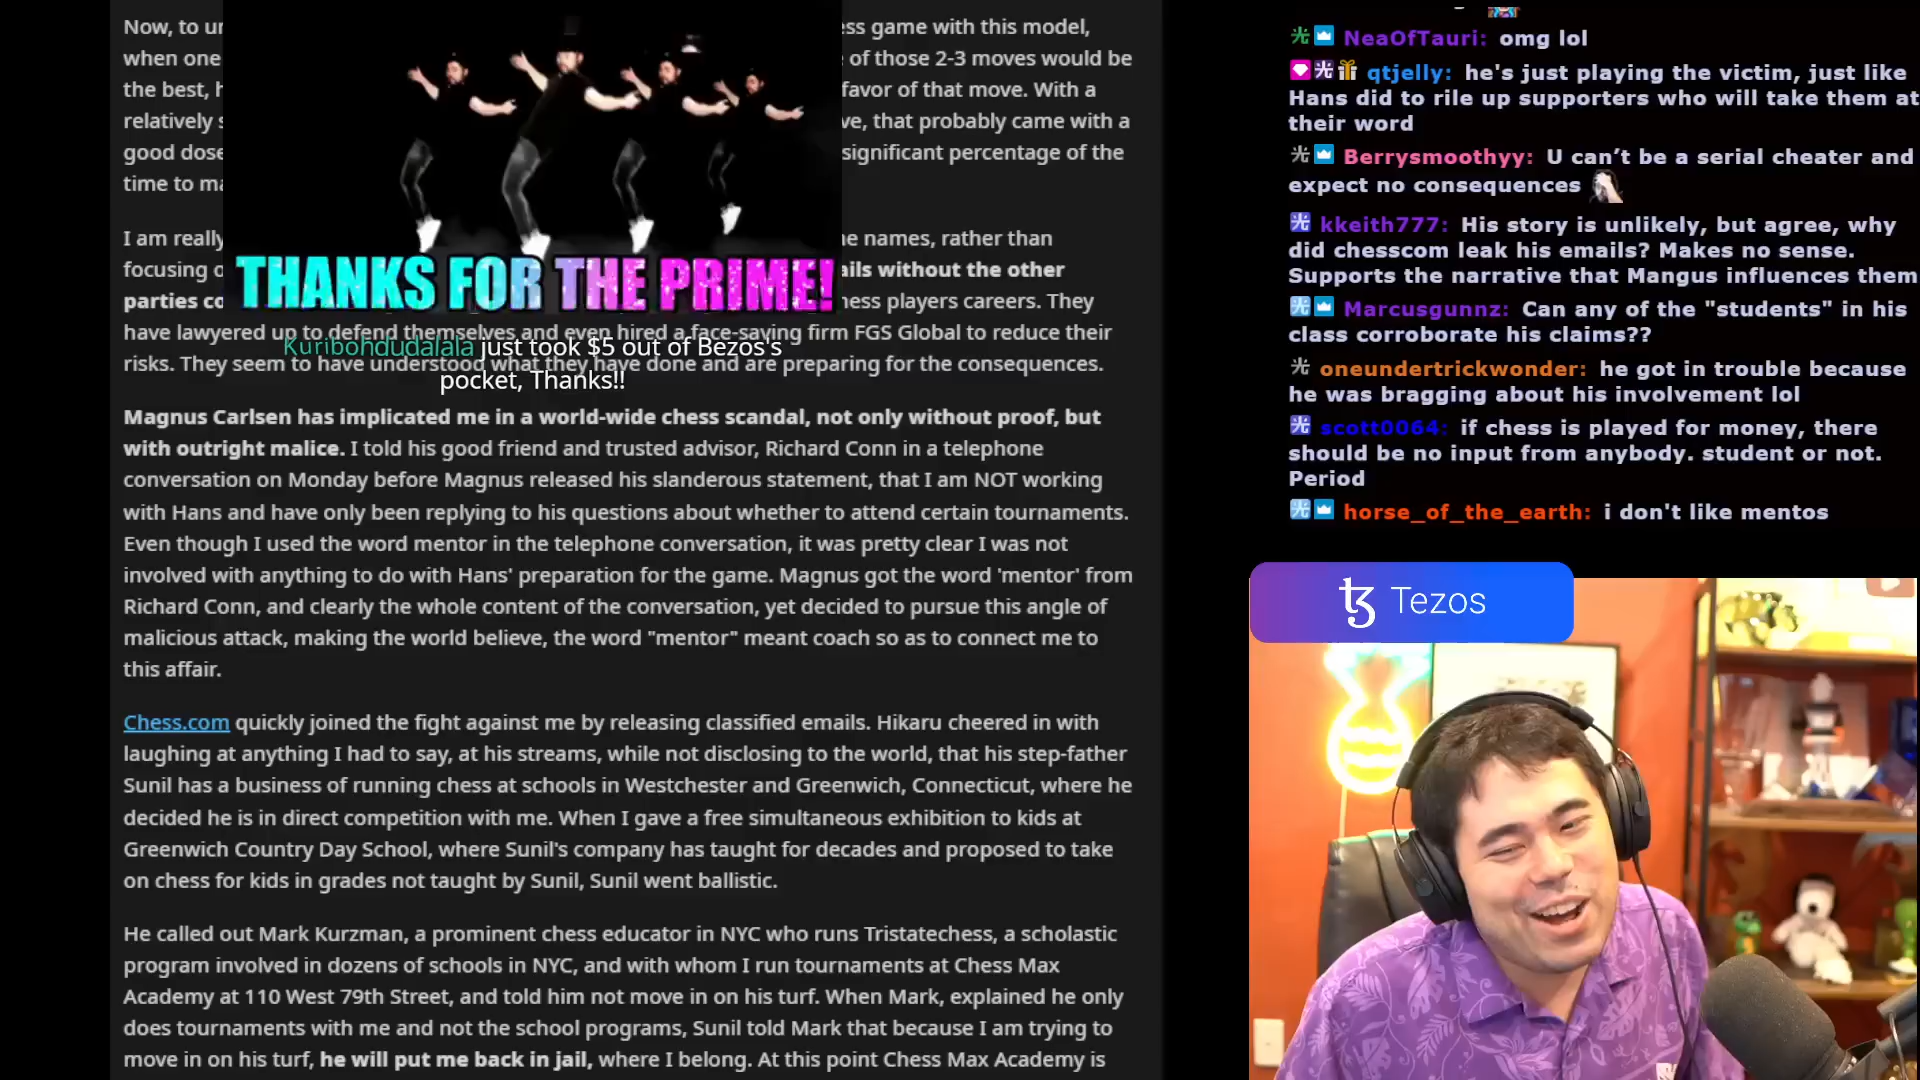 Now, to ur
ss game with this model,
when one
of those 2-3 moves would be
the best, h
favor of that move. With a
relatively s
ve, that probably came with a
good dose
significant percentage of the
time to ma
I am really
e names, rather than
focusing o
ails without the other
parties co
ness players careers. They
have lawyered up to defend themselves and even hired a face-saving firm FGS Global to reduce their
risks. They seem to have understood what they have done and are preparing for the consequences.
THANKS FOR THE PRIME!
Kuribohdudalala just took $5 out of Bezos's
pocket, Thanks!!
Magnus Carlsen has implicated me in a world-wide chess scandal, not only without proof, but
with outright malice. I told his good friend and trusted advisor, Richard Conn in a telephone
conversation on Monday before Magnus released his slanderous statement, that I am NOT working
with Hans and have only been replying to his questions about whether to attend certain tournaments.
Even though I used the word mentor in the telephone conversation, it was pretty clear I was not
involved with anything to do with Hans' preparation for the game. Magnus got the word 'mentor' from
Richard Conn, and clearly the whole content of the conversation, yet decided to pursue this angle of
malicious attack, making the world believe, the word "mentor" meant coach so as to connect me to
this affair.
Chess.com quickly joined the fight against me by releasing classified emails. Hikaru cheered in with
laughing at anything I had to say, at his streams, while not disclosing to the world, that his step-father
Sunil has a business of running chess at schools in Westchester and Greenwich, Connecticut, where he
decided he is in direct competition with me. When I gave a free simultaneous exhibition to kids at
Greenwich Country Day School, where Sunil's company has taught for decades and proposed to take
on chess for kids in grades not taught by Sunil, Sunil went ballistic.
He called out Mark Kurzman, a prominent chess educator in NYC who runs Tristatechess, a scholastic
program involved in dozens of schools in NYC, and with whom I run tournaments at Chess Max
Academy at 110 West 79th Street, and told him not move in on his turf. When Mark, explained he only
does tournaments with me and not the school programs, Sunil told Mark that because I am trying to
move in on his turf, he will put me back in jail, where I belong. At this point Chess Max Academy is
光 NeaOfTauri: omg lol
光 qtjelly: he's just playing the victim, just like
Hans did to rile up supporters who will take them at
their word
光 Berrysmoothyy: U can't be a serial cheater and
expect no consequences
光 kkeith777: His story is unlikely, but agree, why
did chesscom leak his emails? Makes no sense.
Supports the narrative that Mangus influences them
光 Marcusgunnz: Can any of the "students" in his
class corroborate his claims??
光 oneundertrickwonder: he got in trouble because
he was bragging about his involvement lol
光 scott0064: if chess is played for money, there
should be no input from anybody. student or not.
Period
光 horse_of_the_earth: i don't like mentos
Tezos